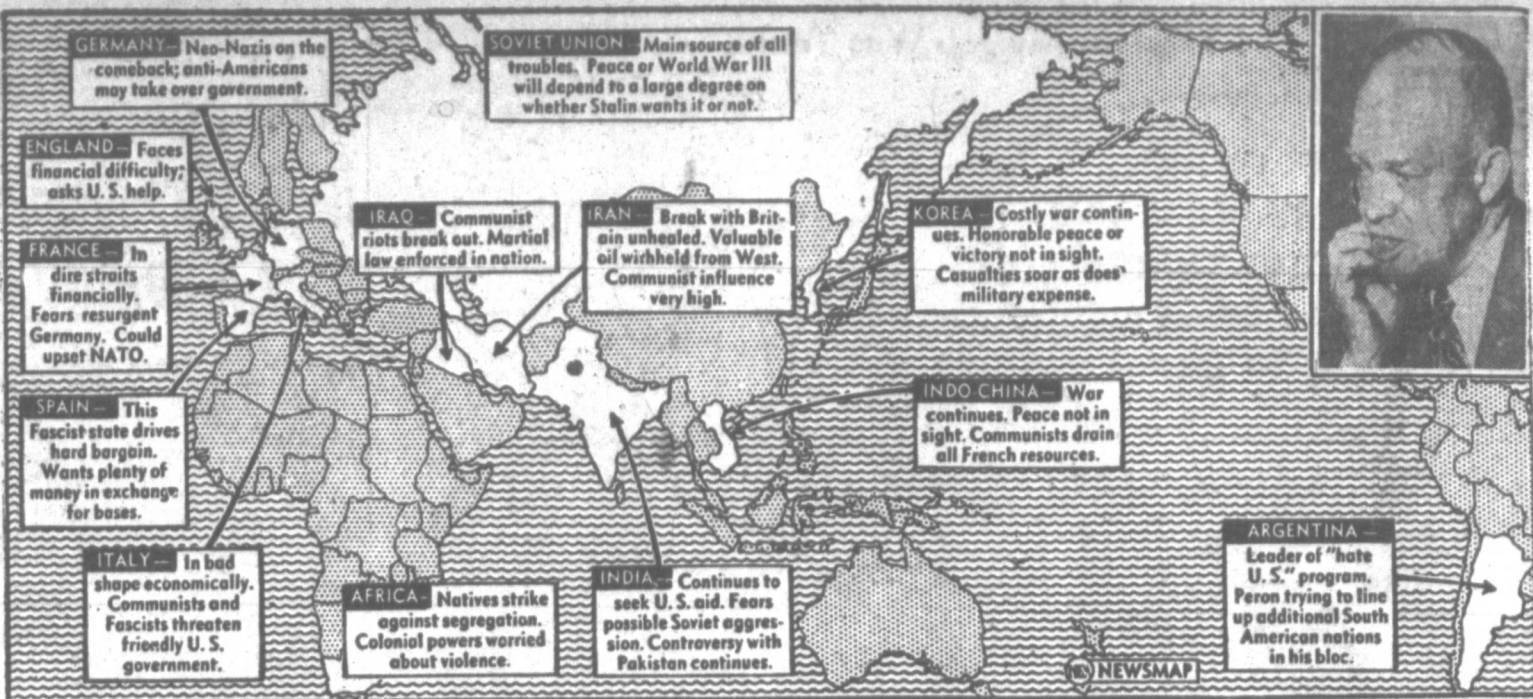 GERMANY— Neo-Nazis on the
comeback; anti-Americans
may take over government.
SOVIET UNION— Main source of all
troubles. Peace or World War III
will depend to a large degree on
whether Stalin wants it or not.
ENGLAND— Faces
financial difficulty;
asks U. S. help.
IRAQ— Communist
riots break out. Martial
law enforced in nation.
IRAN— Break with Brit-
ain unhealed. Valuable
oil wirhheld from West.
Communist influence
very high.
KOREA— Costly war contin-
ues. Honorable peace or
victory not in sight.
Casualties soar as does
military expense.
FRANCE— In
dire straits
financially.
Fears resurgent
Germany. Could
upset NATO.
SPAIN— This
Fascist state drives
hard bargain.
Wants plenty of
money in exchange
for bases.
INDO-CHINA— War
continues. Peace not in
sight. Communists drain
all French resources.
ITALY— In bad
shape economically.
Communists and
Fascists threaten
friendly U. S.
government.
AFRICA— Natives strike
against segregation.
Colonial powers worried
about violence.
INDIA— Continues to
seek U. S. aid. Fears
possible Soviet aggres-
sion. Controversy with
Pakistan continues.
ARGENTINA—
Leader of "hate
U. S." program.
Peron trying to line
up additional South
American nations
in his bloc.
NEWSMAP